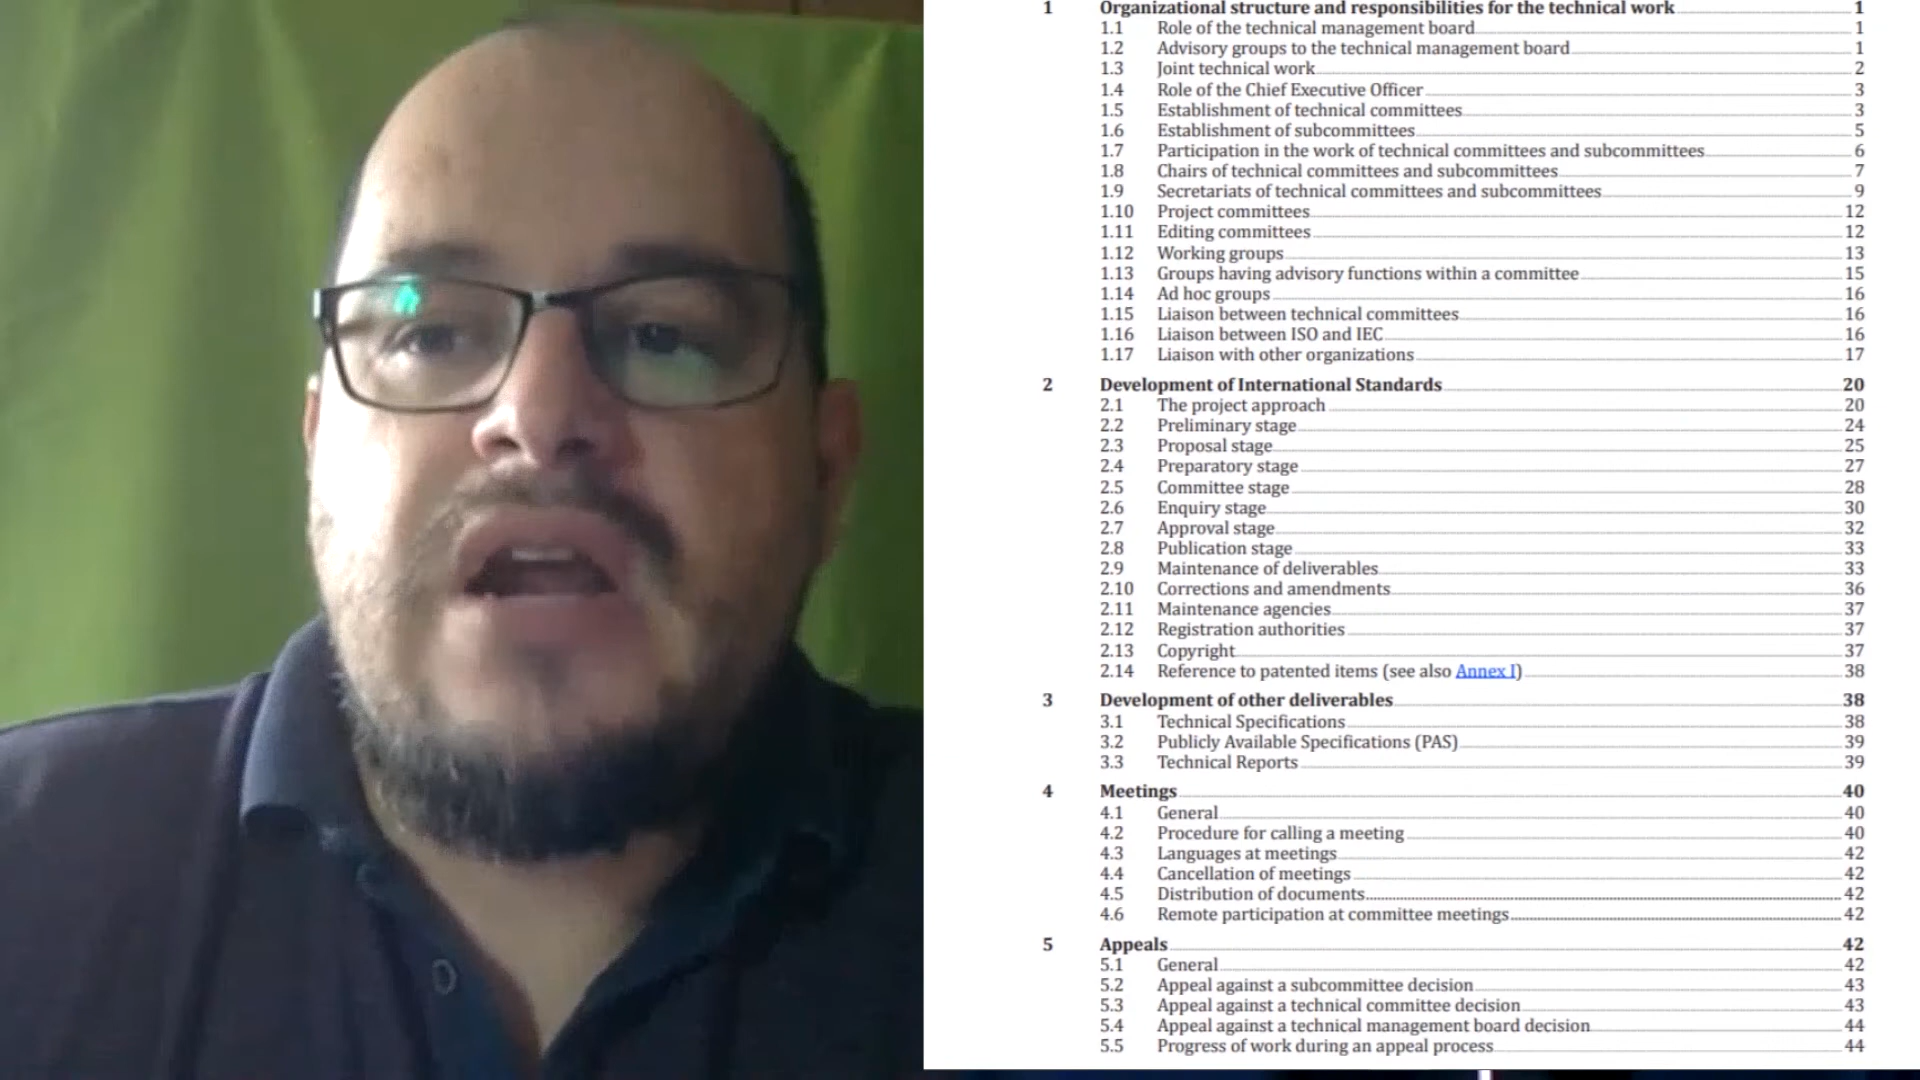 1 Organizational structure and responsibilities for the technical work 1
1.1 Role of the technical management board 1
1.2 Advisory groups to the technical management board 1
1.3 Joint technical work 2
1.4 Role of the Chief Executive Officer 3
1.5 Establishment of technical committees 3
1.6 Establishment of subcommittees 5
1.7 Participation in the work of technical committees and subcommittees 6
1.8 Chairs of technical committees and subcommittees 7
1.9 Secretariats of technical committees and subcommittees 9
1.10 Project committees 12
1.11 Editing committees 12
1.12 Working groups 13
1.13 Groups having advisory functions within a committee 15
1.14 Ad hoc groups 16
1.15 Liaison between technical committees 16
1.16 Liaison between ISO and IEC 16
1.17 Liaison with other organizations 17
2 Development of International Standards 20
2.1 The project approach 20
2.2 Preliminary stage 24
2.3 Proposal stage 25
2.4 Preparatory stage 27
2.5 Committee stage 28
2.6 Enquiry stage 30
2.7 Approval stage 32
2.8 Publication stage 33
2.9 Maintenance of deliverables 33
2.10 Corrections and amendments 36
2.11 Maintenance agencies 37
2.12 Registration authorities 37
2.13 Copyright 37
2.14 Reference to patented items (see also Annex I) 38
3 Development of other deliverables 38
3.1 Technical Specifications 38
3.2 Publicly Available Specifications (PAS) 39
3.3 Technical Reports 39
4 Meetings 40
4.1 General 40
4.2 Procedure for calling a meeting 40
4.3 Languages at meetings 42
4.4 Cancellation of meetings 42
4.5 Distribution of documents 42
4.6 Remote participation at committee meetings 42
5 Appeals 42
5.1 General 42
5.2 Appeal against a subcommittee decision 43
5.3 Appeal against a technical committee decision 43
5.4 Appeal against a technical management board decision 44
5.5 Progress of work during an appeal process 44